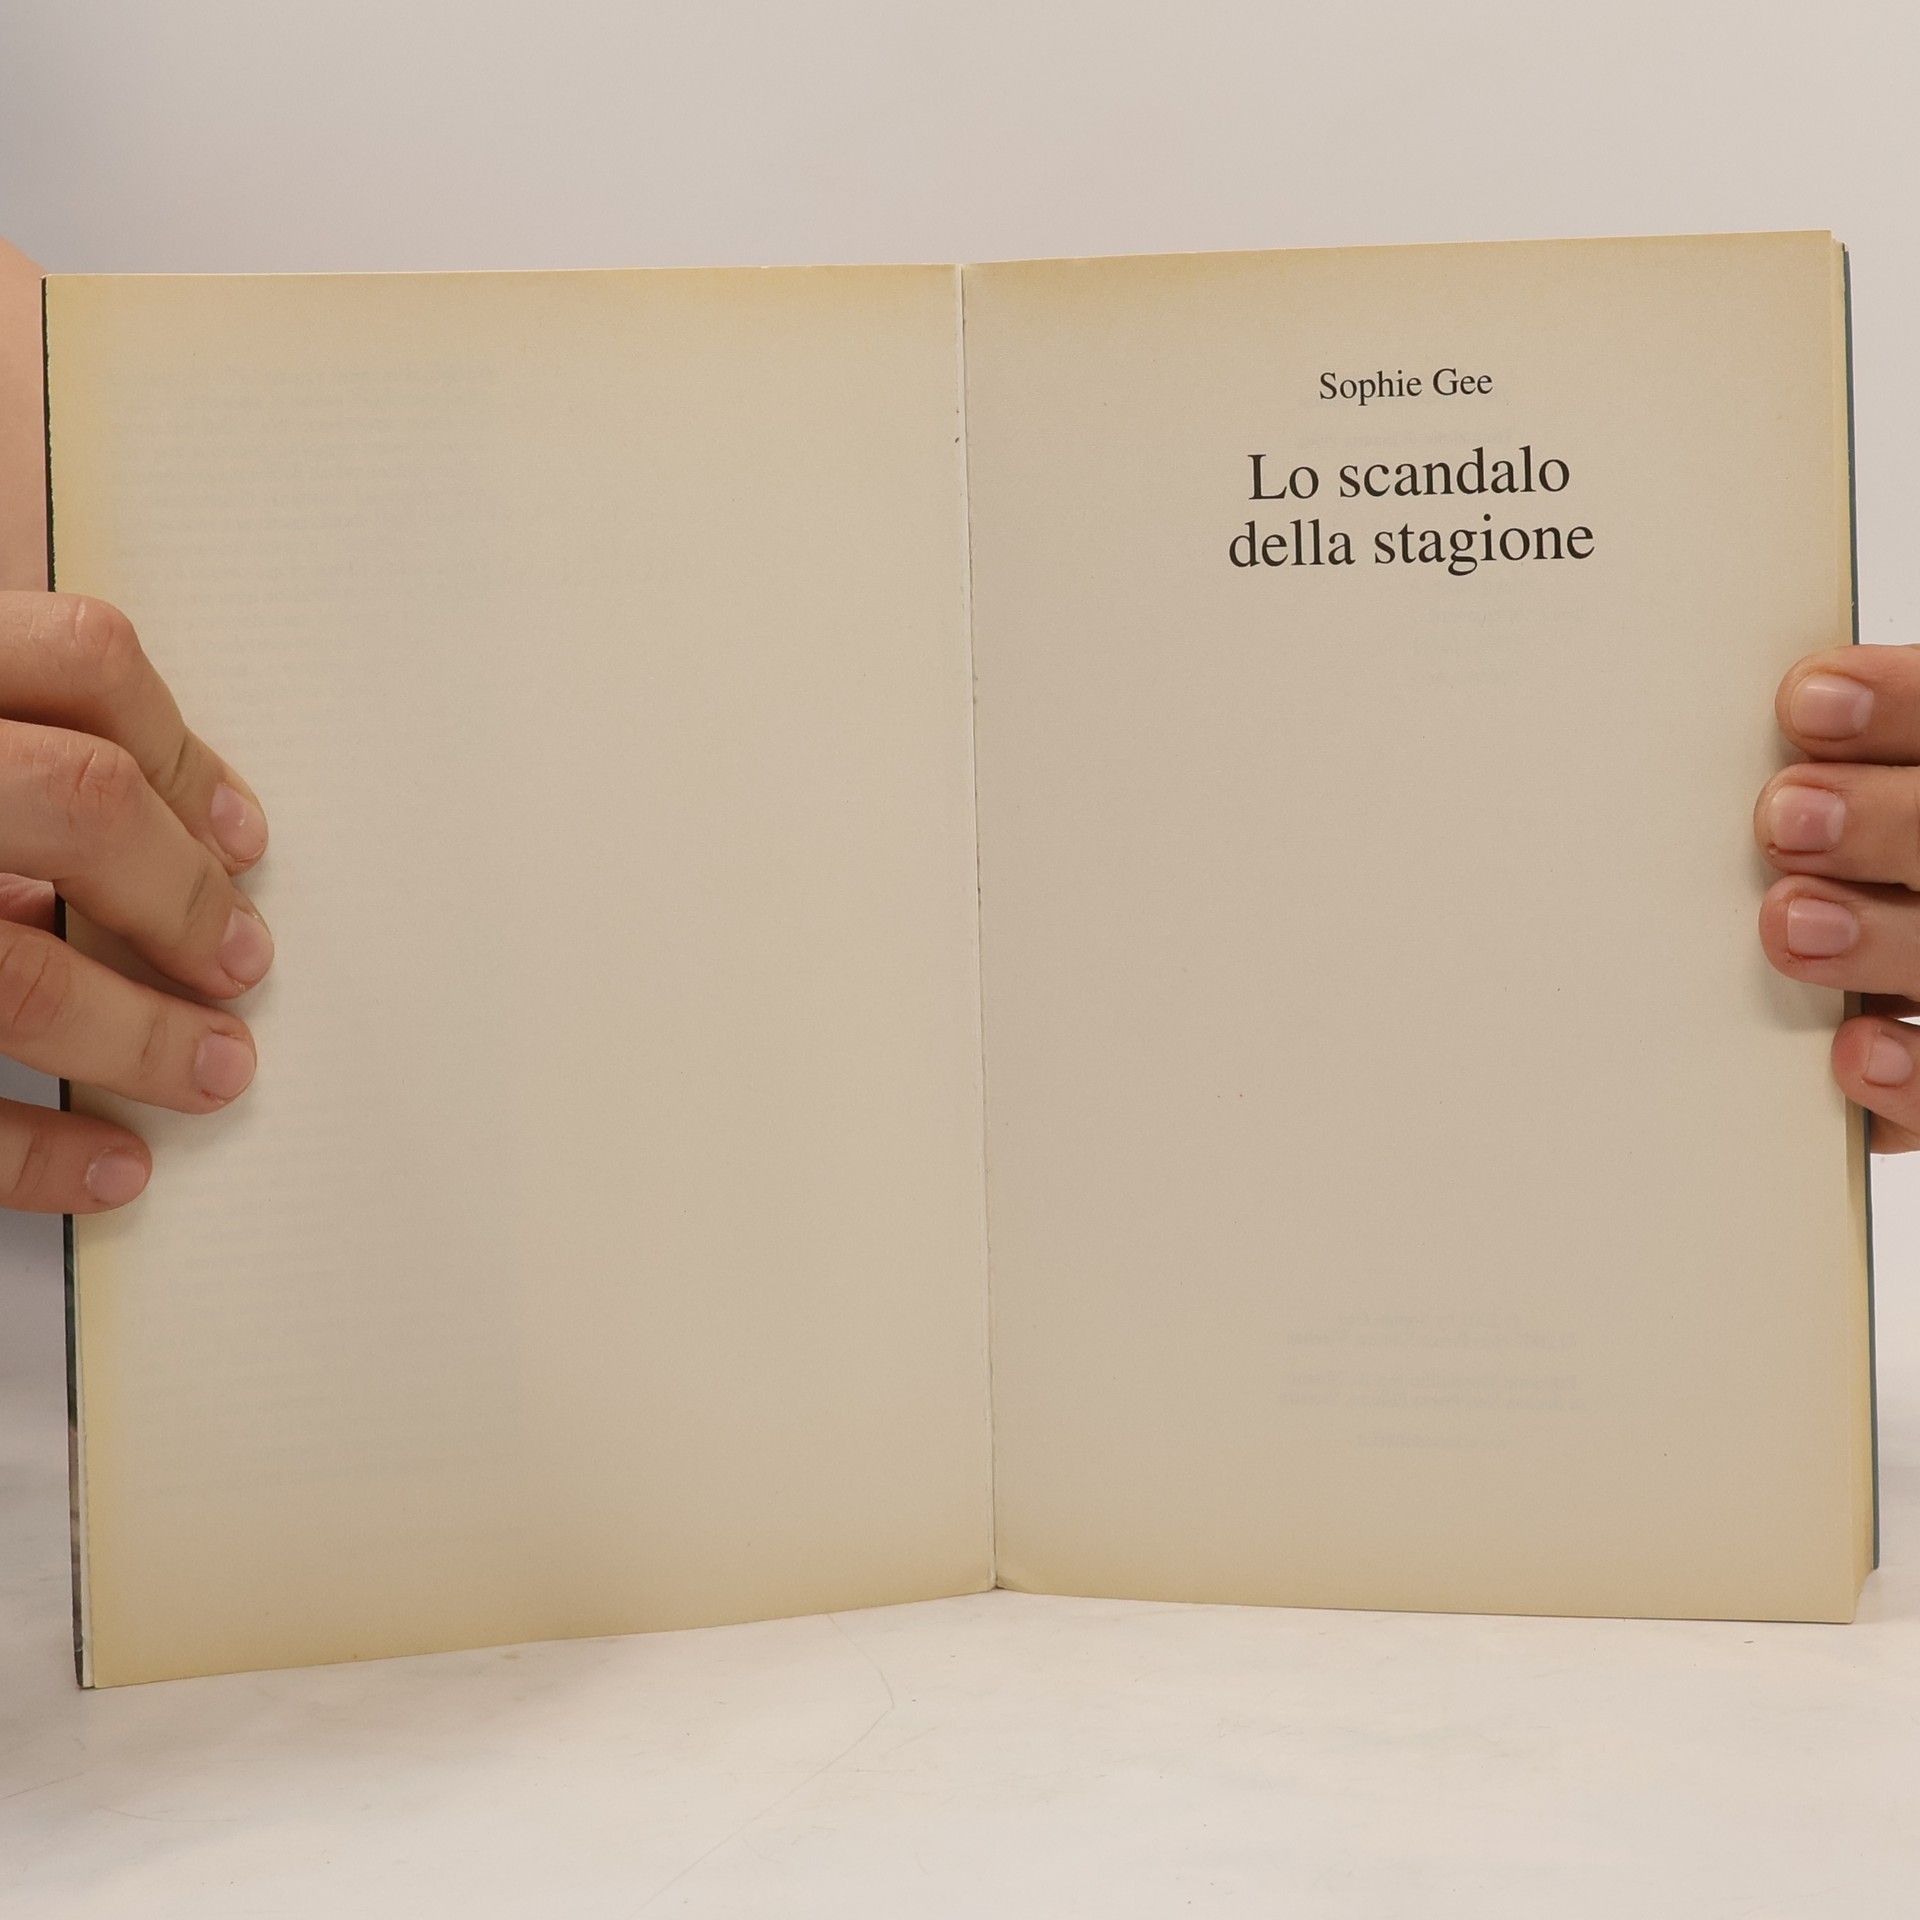 Sophie Gee
Lo scandalo
della stagione